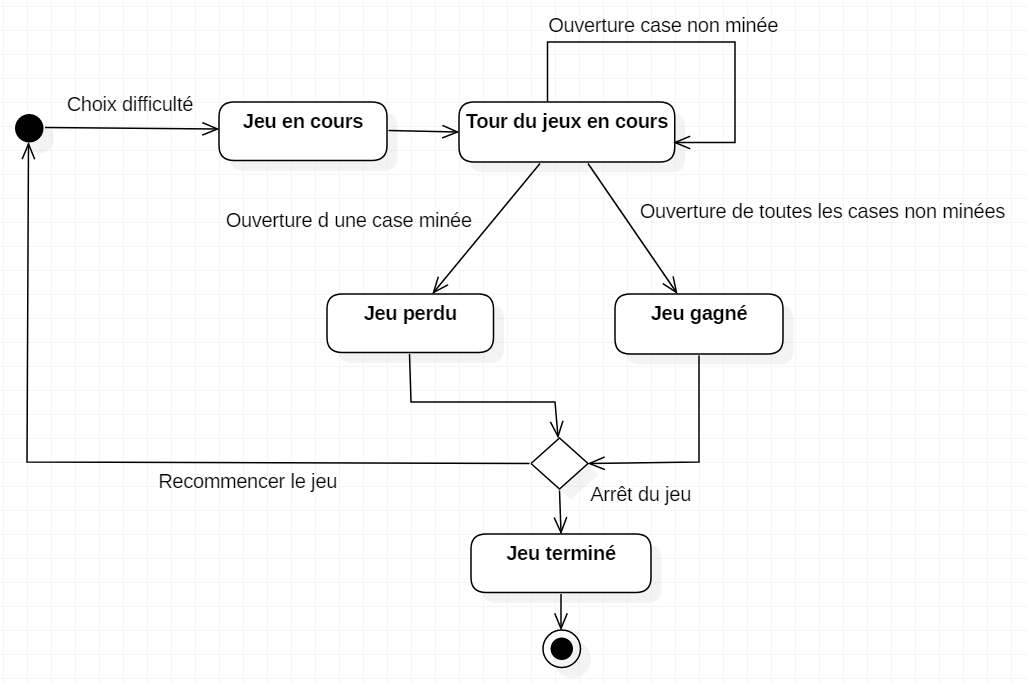 Ouverture case non minée
Choix difficulté
Jeu en cours
Tour du jeux en cours
Ouverture d une case minée
Ouverture de toutes les cases non minées
Jeu perdu
Jeu gagné
Recommencer le jeu
Arrêt du jeu
Jeu terminé